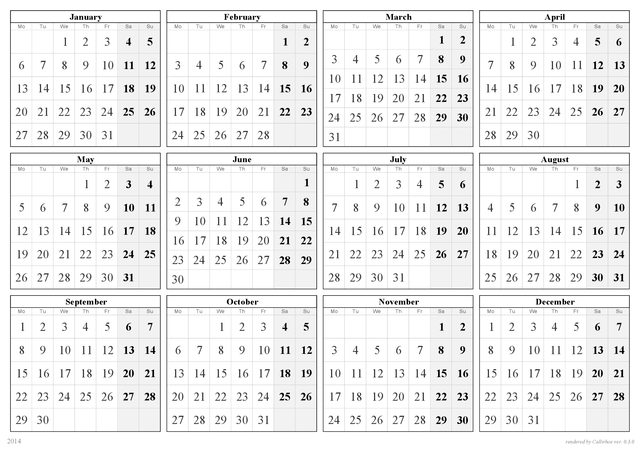 January February March April
Mo Tu We Th Fr Sa Su Mo Tu We Th Fr Sa Su Mo Tu We Th Fr Sa Su Mo Tu We Th Fr Sa Su
1 2 3 4 5 1 2 1 2 1 2 3 4 5 6
6 7 8 9 10 11 12 3 4 5 6 7 8 9 3 4 5 6 7 8 9 7 8 9 10 11 12 13
13 14 15 16 17 18 19 10 11 12 13 14 15 16 10 11 12 13 14 15 16 14 15 16 17 18 19 20
20 21 22 23 24 25 26 17 18 19 20 21 22 23 17 18 19 20 21 22 23 21 22 23 24 25 26 27
27 28 29 30 31 24 25 26 27 28 24 25 26 27 28 29 30 28 29 30
31
May June July August
Mo Tu We Th Fr Sa Su Mo Tu We Th Fr Sa Su Mo Tu We Th Fr Sa Su Mo Tu We Th Fr Sa Su
1 2 3 4 1 1 2 3 4 5 6 1 2 3
5 6 7 8 9 10 11 2 3 4 5 6 7 8 7 8 9 10 11 12 13 4 5 6 7 8 9 10
12 13 14 15 16 17 18 9 10 11 12 13 14 15 14 15 16 17 18 19 20 11 12 13 14 15 16 17
19 20 21 22 23 24 25 16 17 18 19 20 21 22 21 22 23 24 25 26 27 18 19 20 21 22 23 24
26 27 28 29 30 31 23 24 25 26 27 28 29 28 29 30 31 25 26 27 28 29 30 31
30
September October November December
Mo Tu We Th Fr Sa Su Mo Tu We Th Fr Sa Su Mo Tu We Th Fr Sa Su Mo Tu We Th Fr Sa Su
1 2 3 4 5 6 7 1 2 3 4 5 1 2 1 2 3 4 5 6 7
8 9 10 11 12 13 14 6 7 8 9 10 11 12 3 4 5 6 7 8 9 8 9 10 11 12 13 14
15 16 17 18 19 20 21 13 14 15 16 17 18 19 10 11 12 13 14 15 16 15 16 17 18 19 20 21
22 23 24 25 26 27 28 20 21 22 23 24 25 26 17 18 19 20 21 22 23 22 23 24 25 26 27 28
29 30 27 28 29 30 31 24 25 26 27 28 29 30 29 30 31
2014 rendered by Callirhoe ver. 0.3.0